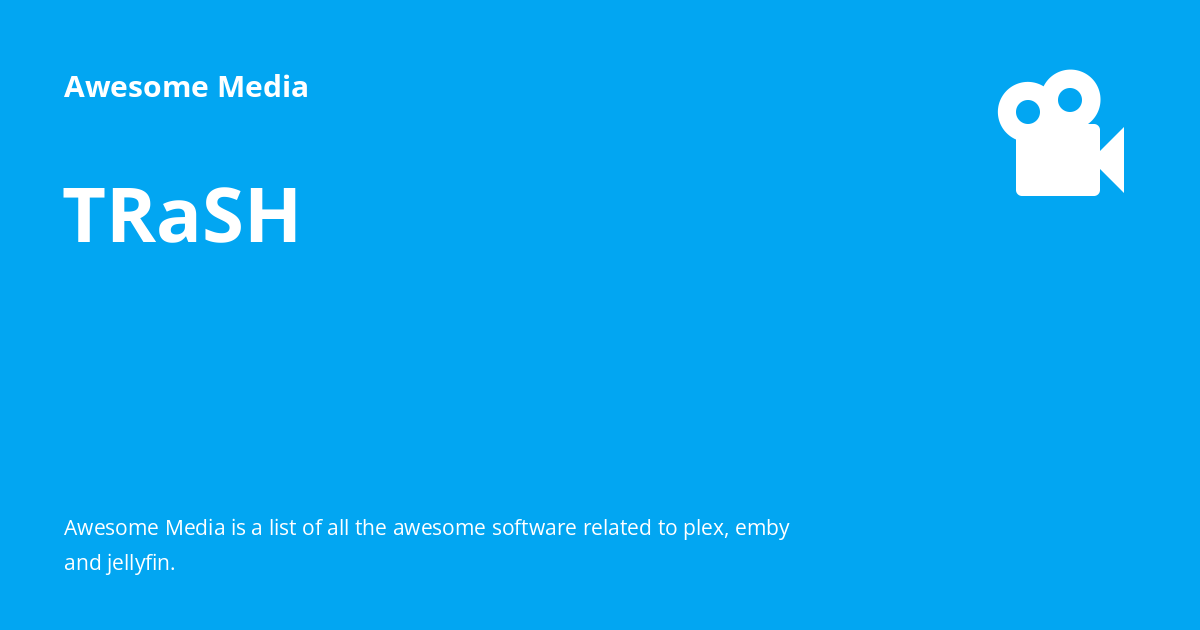 Awesome Media
TRaSH
Awesome Media is a list of all the awesome software related to plex, emby
and jellyfin.